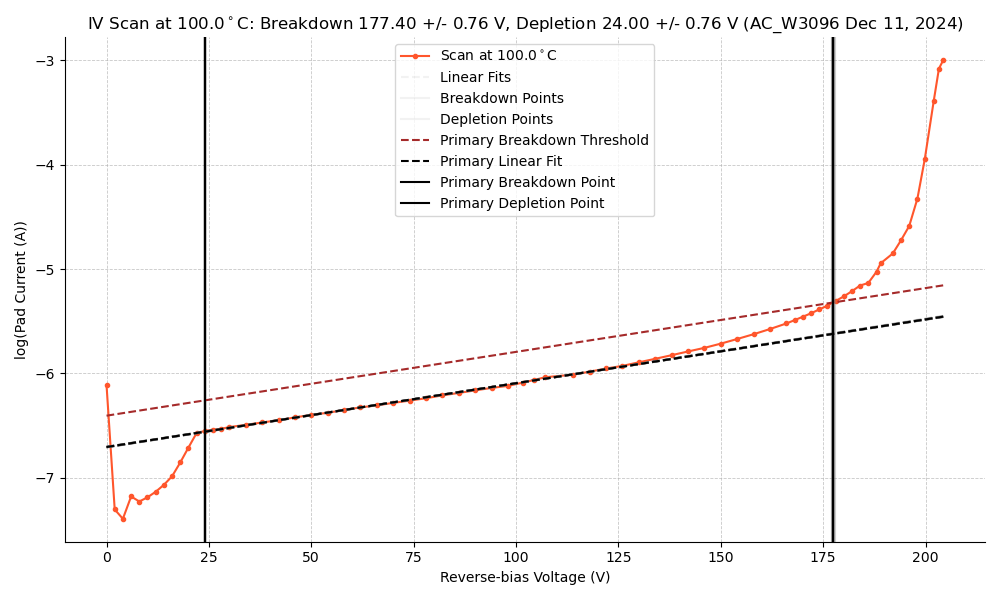 IV Scan at 100.0°C: Breakdown 177.40 +/- 0.76 V, Depletion 24.00 +/- 0.76 V (AC_W3096 Dec 11, 2024)
Scan at 100.0°C
Linear Fits
Breakdown Points
Depletion Points
Primary Breakdown Threshold
Primary Linear Fit
Primary Breakdown Point
Primary Depletion Point
log(Pad Current (A))
−3
−4
−5
−6
−7
0 25 50 75 100 125 150 175 200
Reverse-bias Voltage (V)